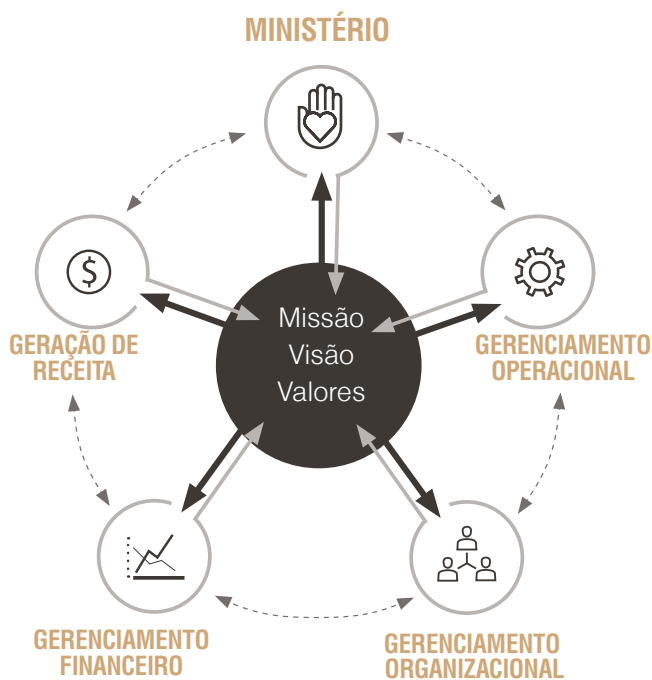 MINISTÉRIO
$
Missão
Visão
Valores
GERAÇÃO DE
RECEITA
GERENCIAMENTO
OPERACIONAL
GERENCIAMENTO
FINANCEIRO
GERENCIAMENTO
ORGANIZACIONAL